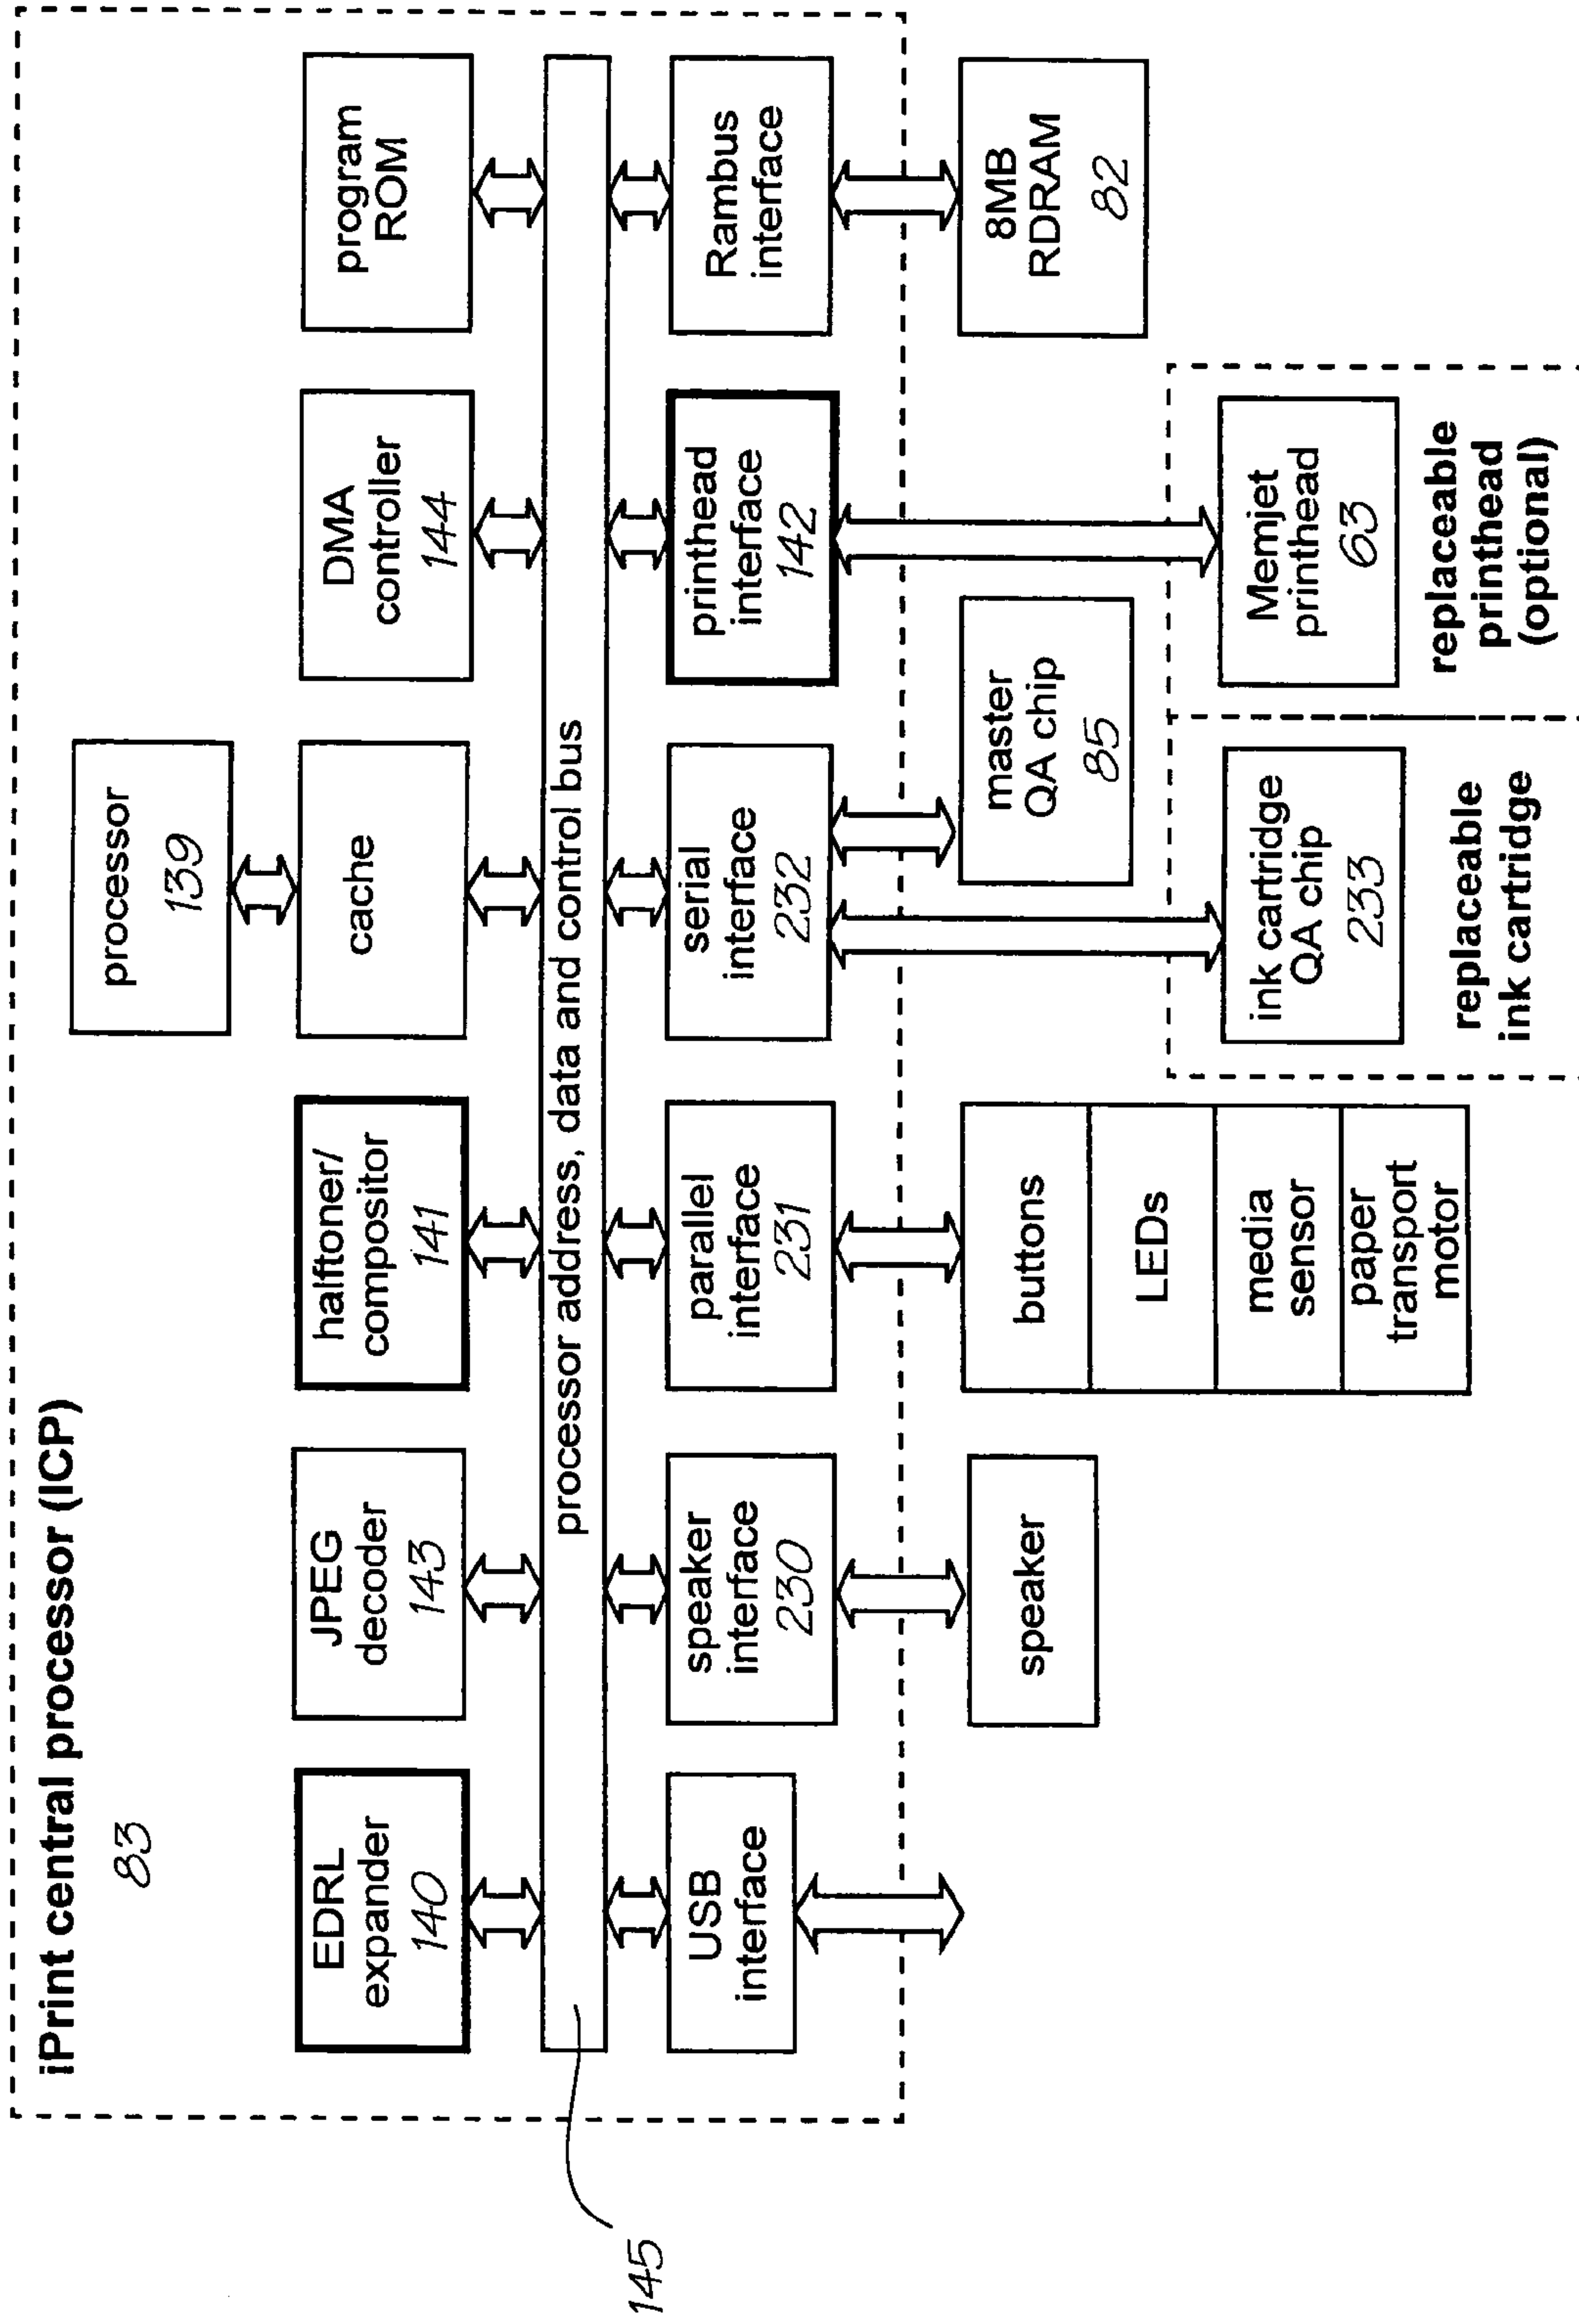 iPrint central processor (ICP)
83
processor
139
EDRL
expander
140
JPEG
decoder
143
halftoner/
compositor
141
cache
DMA
controller
144
program
ROM
processor address, data and control bus
145
USB
interface
speaker
interface
230
parallel
interface
231
serial
interface
232
printhead
interface
142
Rambus
interface
speaker
buttons
LEDs
media
sensor
paper
transport
motor
master
QA chip
85
8MB
RDRAM
82
ink cartridge
QA chip
233
replaceable
ink cartridge
Memjet
printhead
63
replaceable
printhead
(optional)